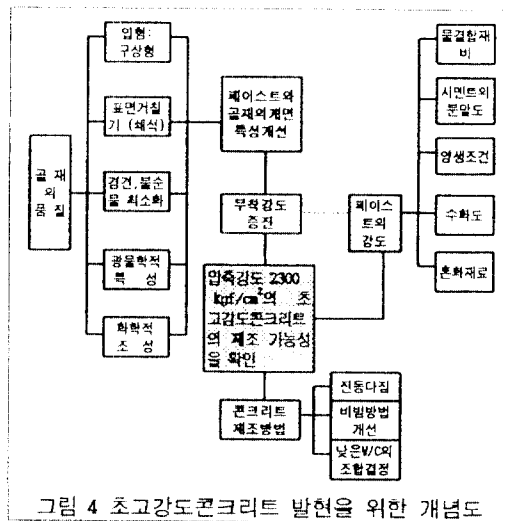 입형:
구상형
표면거칠
기 (쇄석)
골 재
의
품 질
경견,불순
물 최소화
광물학적
특 성
화학적
조 성
페이스트와
골재의계면
특성개선
부착강도
증진
압축강도 2300
kgf/cm²의 초
고강도콘크리트
의 제조 가능성
을 확인
콘크리트
제조방법
진동다짐
비빔방법
개선
낮은W/C의
조합결정
페이스
트의
강도
물결합재
비
시멘트의
분말도
양생조건
수화도
혼화재료
그림 4 초고강도콘크리트 발현을 위한 개념도